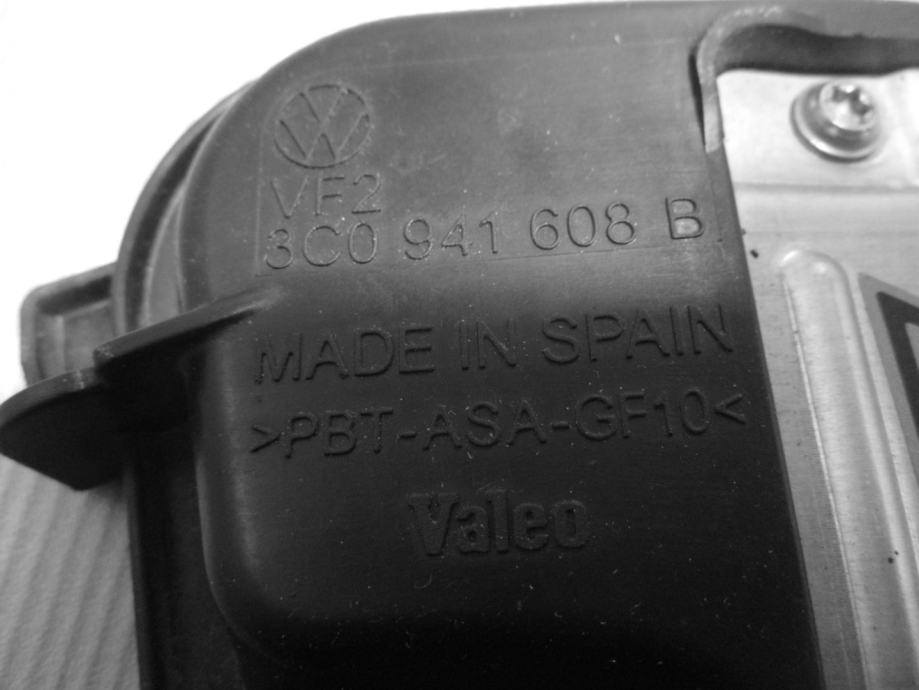 VF2
3C0 941 608 B
MADE IN SPAIN
>PBT-ASA-GF10<
Valeo